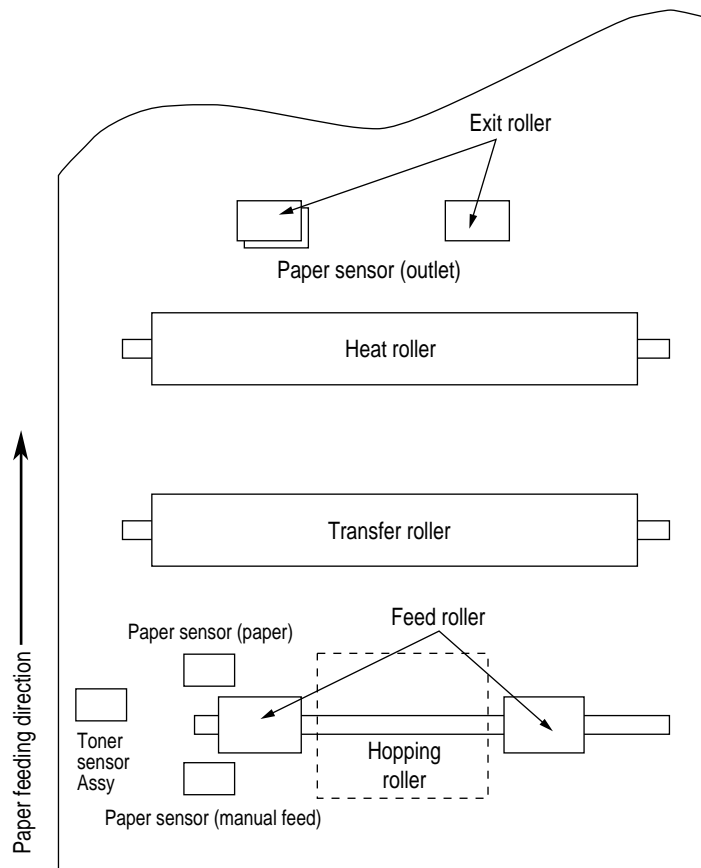 Exit roller
Paper sensor (outlet)
Heat roller
Transfer roller
Feed roller
Paper sensor (paper)
Toner
sensor
Assy
Hopping
roller
Paper sensor (manual feed)
Paper feeding direction